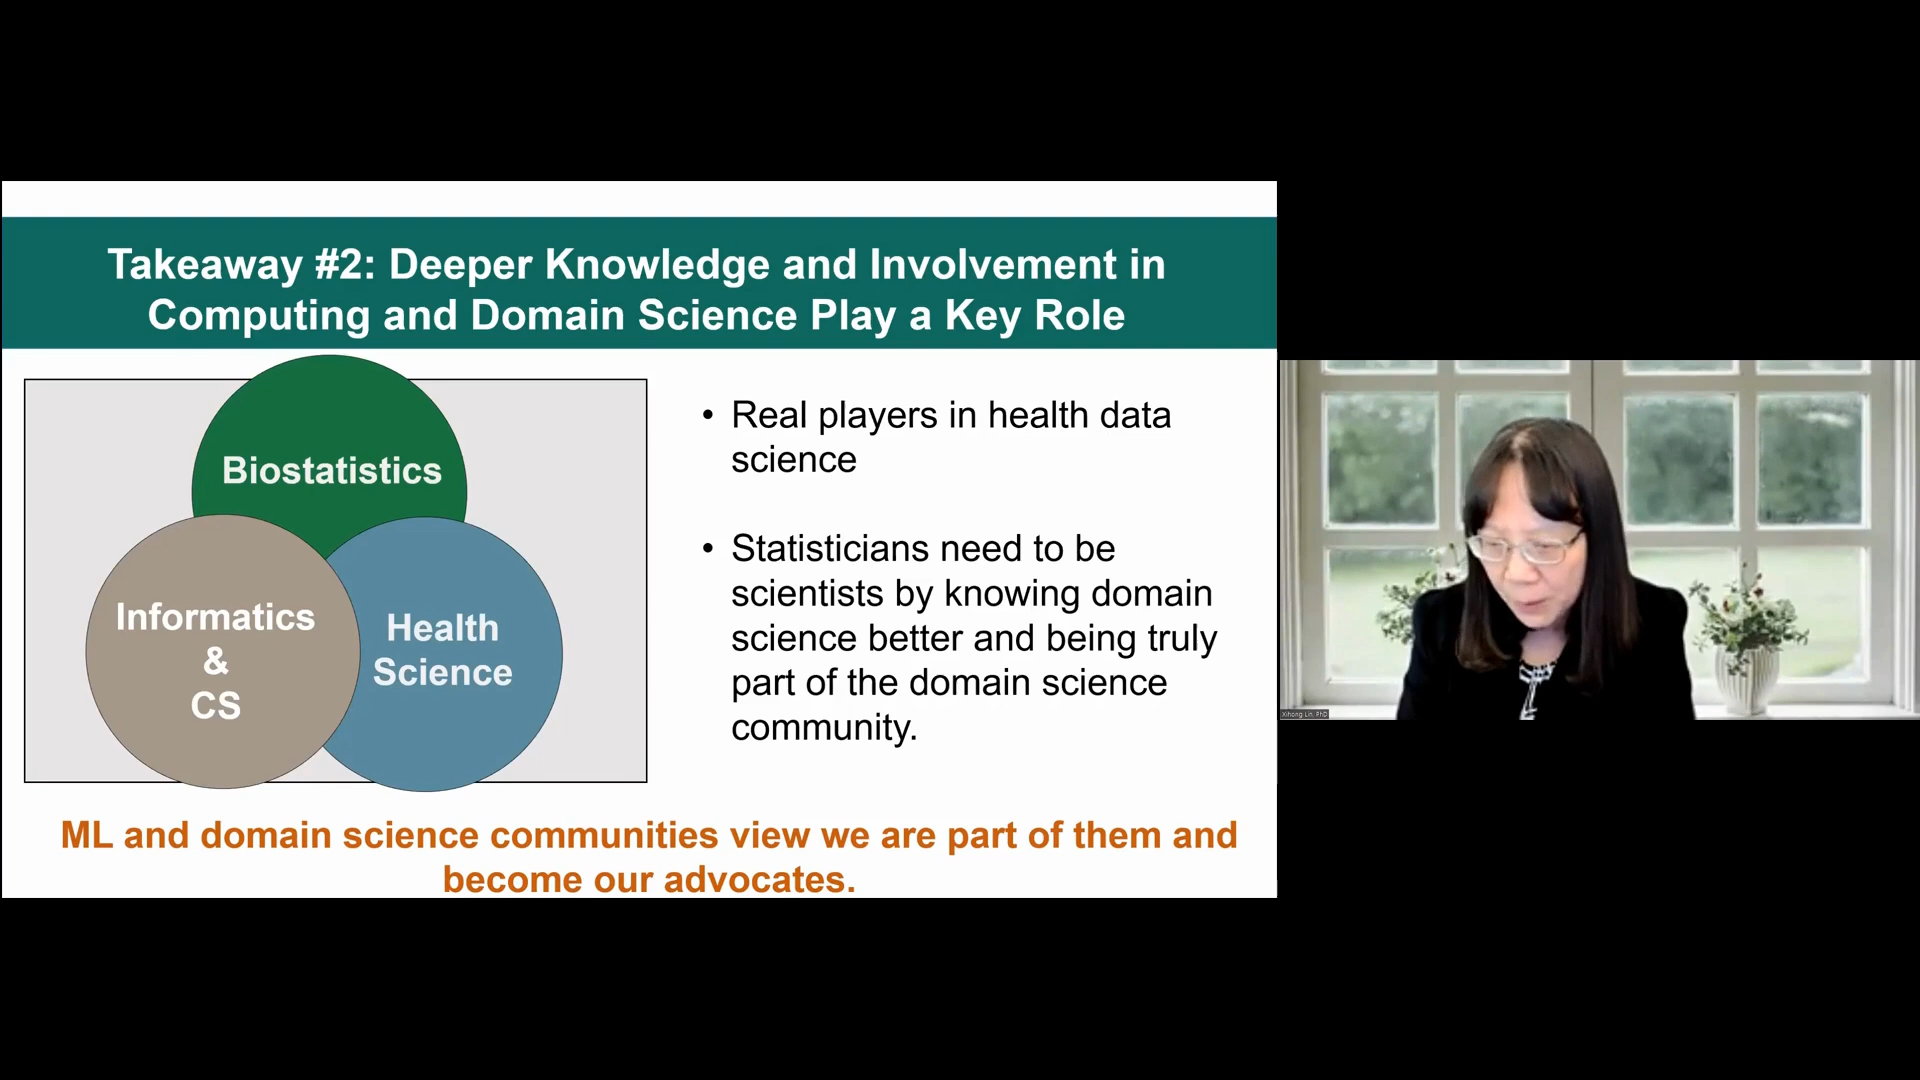 Takeaway #2: Deeper Knowledge and Involvement in
Computing and Domain Science Play a Key Role
Biostatistics
Informatics
&
CS
Health
Science
• Real players in health data
science
• Statisticians need to be
scientists by knowing domain
science better and being truly
part of the domain science
community.
ML and domain science communities view we are part of them and
become our advocates.
Xihong Lin, PhD